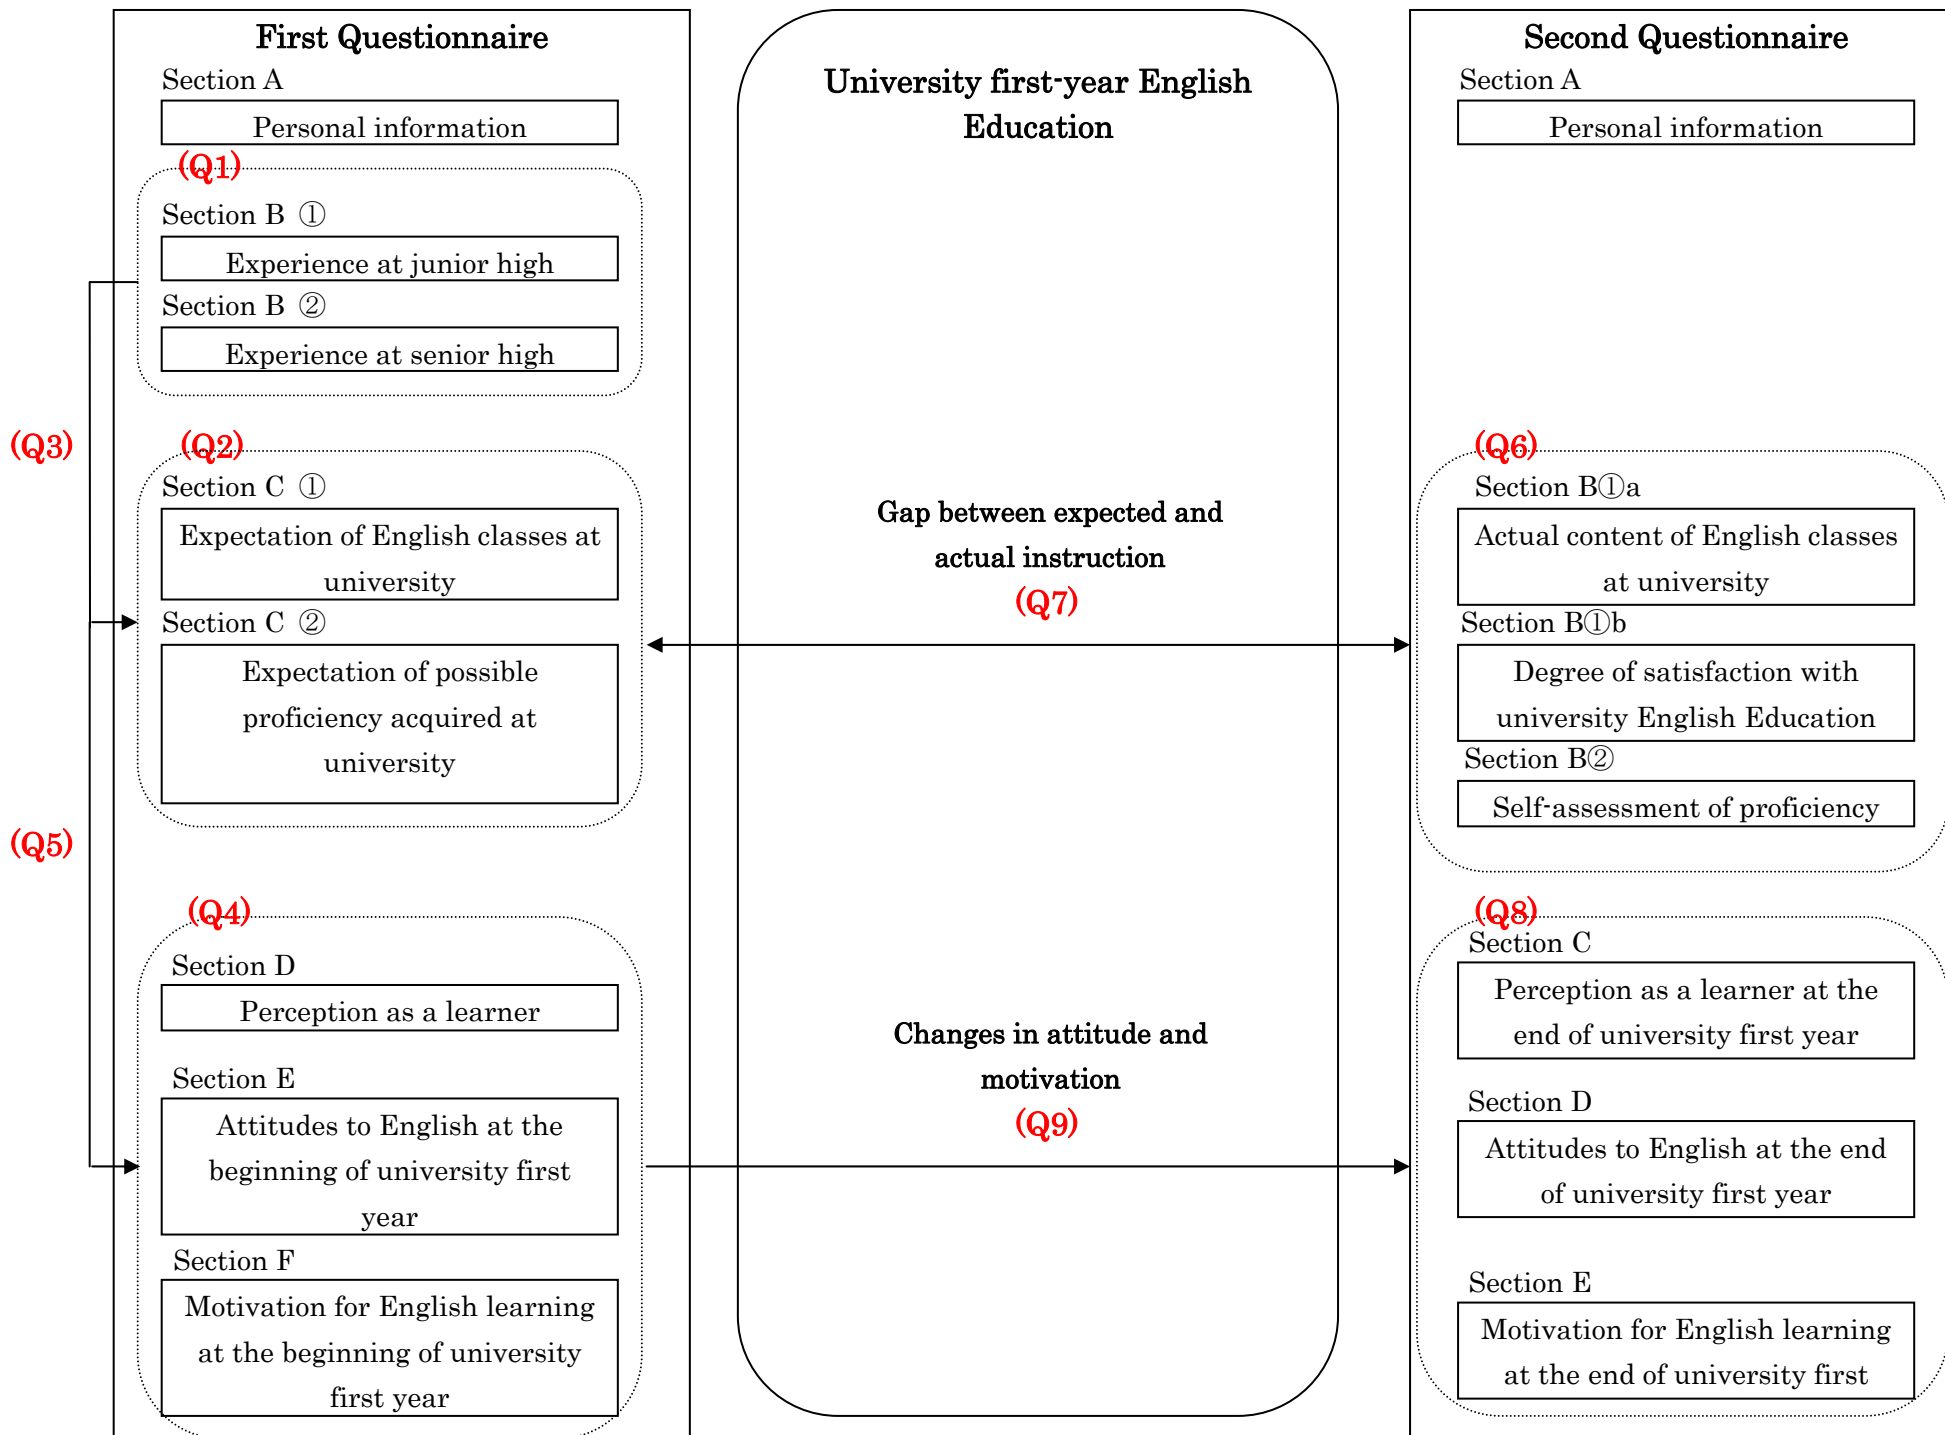 First Questionnaire
Section A
Personal information
(Q1)
Section B ①
Experience at junior high
Section B ②
Experience at senior high
(Q3)
(Q2)
Section C ①
Expectation of English classes at
university
Section C ②
Expectation of possible
proficiency acquired at
university
(Q5)
(Q4)
Section D
Perception as a learner
Section E
Attitudes to English at the
beginning of university first
year
Section F
Motivation for English learning
at the beginning of university
first year
University first-year English
Education
Gap between expected and
actual instruction
(Q7)
Changes in attitude and
motivation
(Q9)
Second Questionnaire
Section A
Personal information
(Q6)
Section B①a
Actual content of English classes
at university
Section B①b
Degree of satisfaction with
university English Education
Section B②
Self-assessment of proficiency
(Q8)
Section C
Perception as a learner at the
end of university first year
Section D
Attitudes to English at the end
of university first year
Section E
Motivation for English learning
at the end of university first